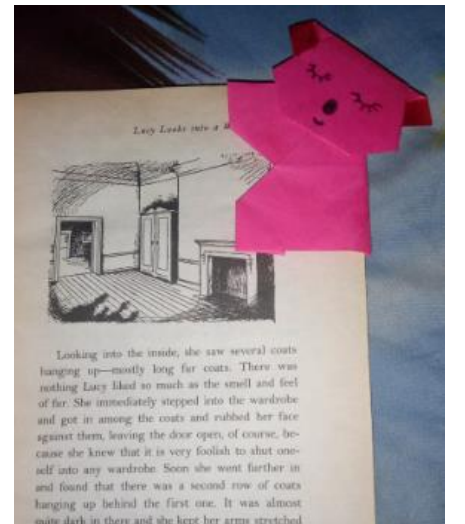 Lucy Looks into a W
Looking into the inside, she saw several coats
hanging up—mostly long fur coats. There was
nothing Lucy liked so much as the smell and feel
of fur. She immediately stepped into the wardrobe
and got in among the coats and rubbed her face
against them, leaving the door open, of course, be-
cause she knew that it is very foolish to shut one-
self into any wardrobe. Soon she went further in
and found that there was a second row of coats
hanging up behind the first one. It was almost
quite dark in there and she kept her arms stretched